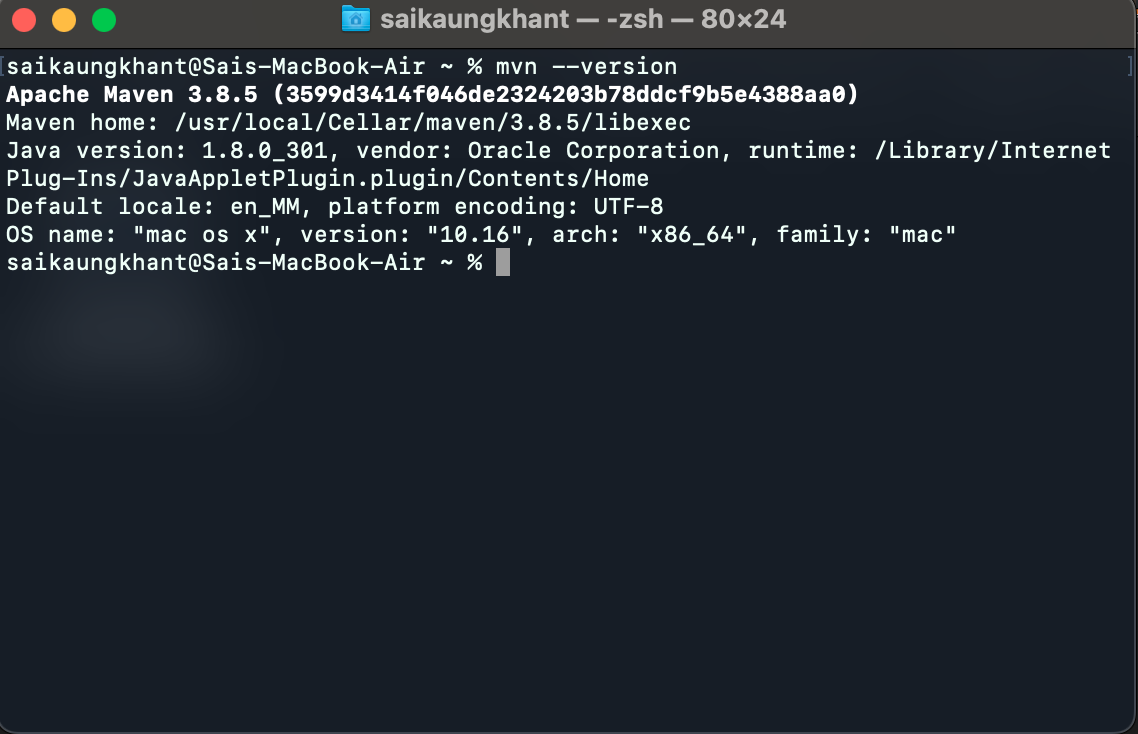 saikaungkhant — -zsh — 80×24
[saikaungkhant@Sais-MacBook-Air ~ % mvn --version ]
Apache Maven 3.8.5 (3599d3414f046de2324203b78ddcf9b5e4388aa0)
Maven home: /usr/local/Cellar/maven/3.8.5/libexec
Java version: 1.8.0_301, vendor: Oracle Corporation, runtime: /Library/Internet
Plug-Ins/JavaAppletPlugin.plugin/Contents/Home
Default locale: en_MM, platform encoding: UTF-8
OS name: "mac os x", version: "10.16", arch: "x86_64", family: "mac"
saikaungkhant@Sais-MacBook-Air ~ %